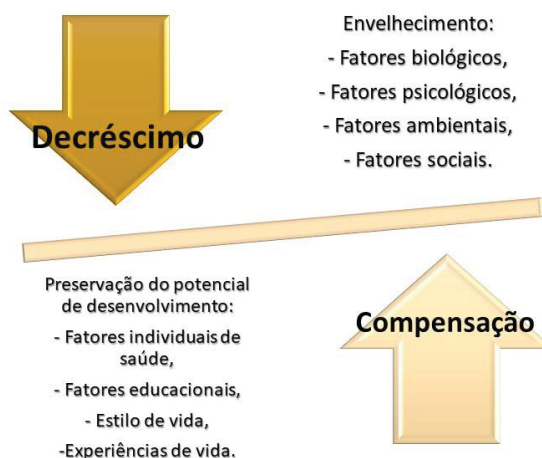 Decréscimo
Envelhecimento:
- Fatores biológicos,
- Fatores psicológicos,
- Fatores ambientais,
- Fatores sociais.
Preservação do potencial
de desenvolvimento:
- Fatores individuais de
saúde,
- Fatores educacionais,
- Estilo de vida,
-Experiências de vida.
Compensação